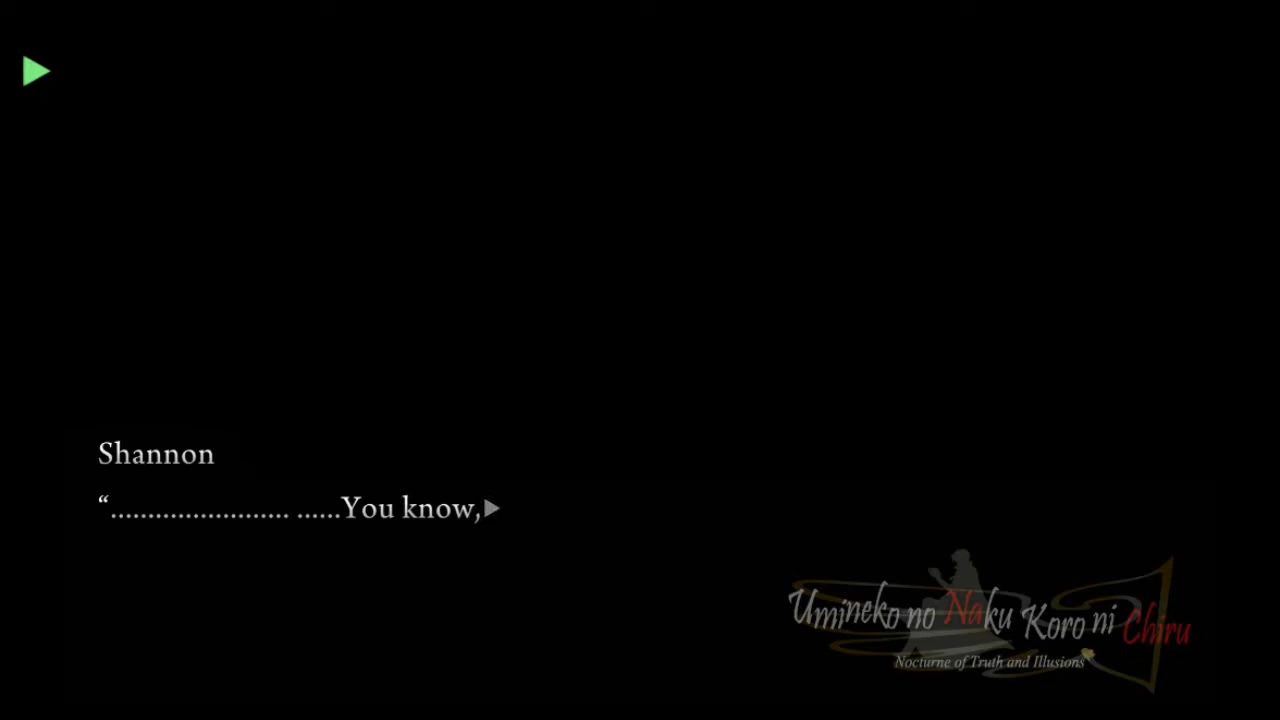 Shannon
“........................ ......You know,
Umineko no Naku Koro ni Chiru
Nocturne of Truth and Illusions